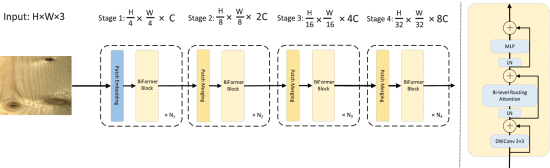 Input: H×W×3
Stage 1: H/4 × W/4 × C
Stage 2: H/8 × W/8 × 2C
Stage 3: H/16 × W/16 × 4C
Stage 4: H/32 × W/32 × 8C
Patch Embedding
BiFormer Block
× N₁
Patch Merging
BiFormer Block
× N₂
Patch Merging
BiFormer Block
× N₃
Patch Merging
BiFormer Block
× N₄
MLP
LN
Bi-level Routing
Attention
LN
DWConv 3×3